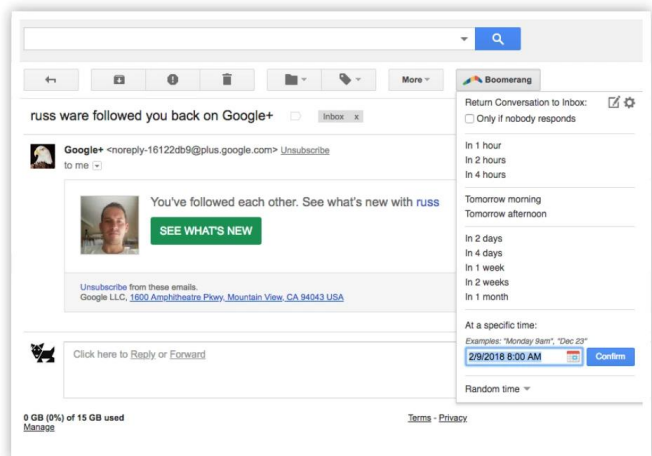 More
Boomerang
russ ware followed you back on Google+
Inbox x
Return Conversation to Inbox:
Only if nobody responds
Google+ <noreply-16122db9@plus.google.com> Unsubscribe
to me
In 1 hour
In 2 hours
In 4 hours
You've followed each other. See what's new with russ
SEE WHAT'S NEW
Tomorrow morning
Tomorrow afternoon
In 2 days
In 4 days
In 1 week
In 2 weeks
In 1 month
Unsubscribe from these emails.
Google LLC, 1600 Amphitheatre Pkwy, Mountain View, CA 94043 USA
At a specific time:
Examples: "Monday 9am", "Dec 23"
2/9/2018 8:00 AM
Confirm
Click here to Reply or Forward
Random time
0 GB (0%) of 15 GB used
Manage
Terms - Privacy